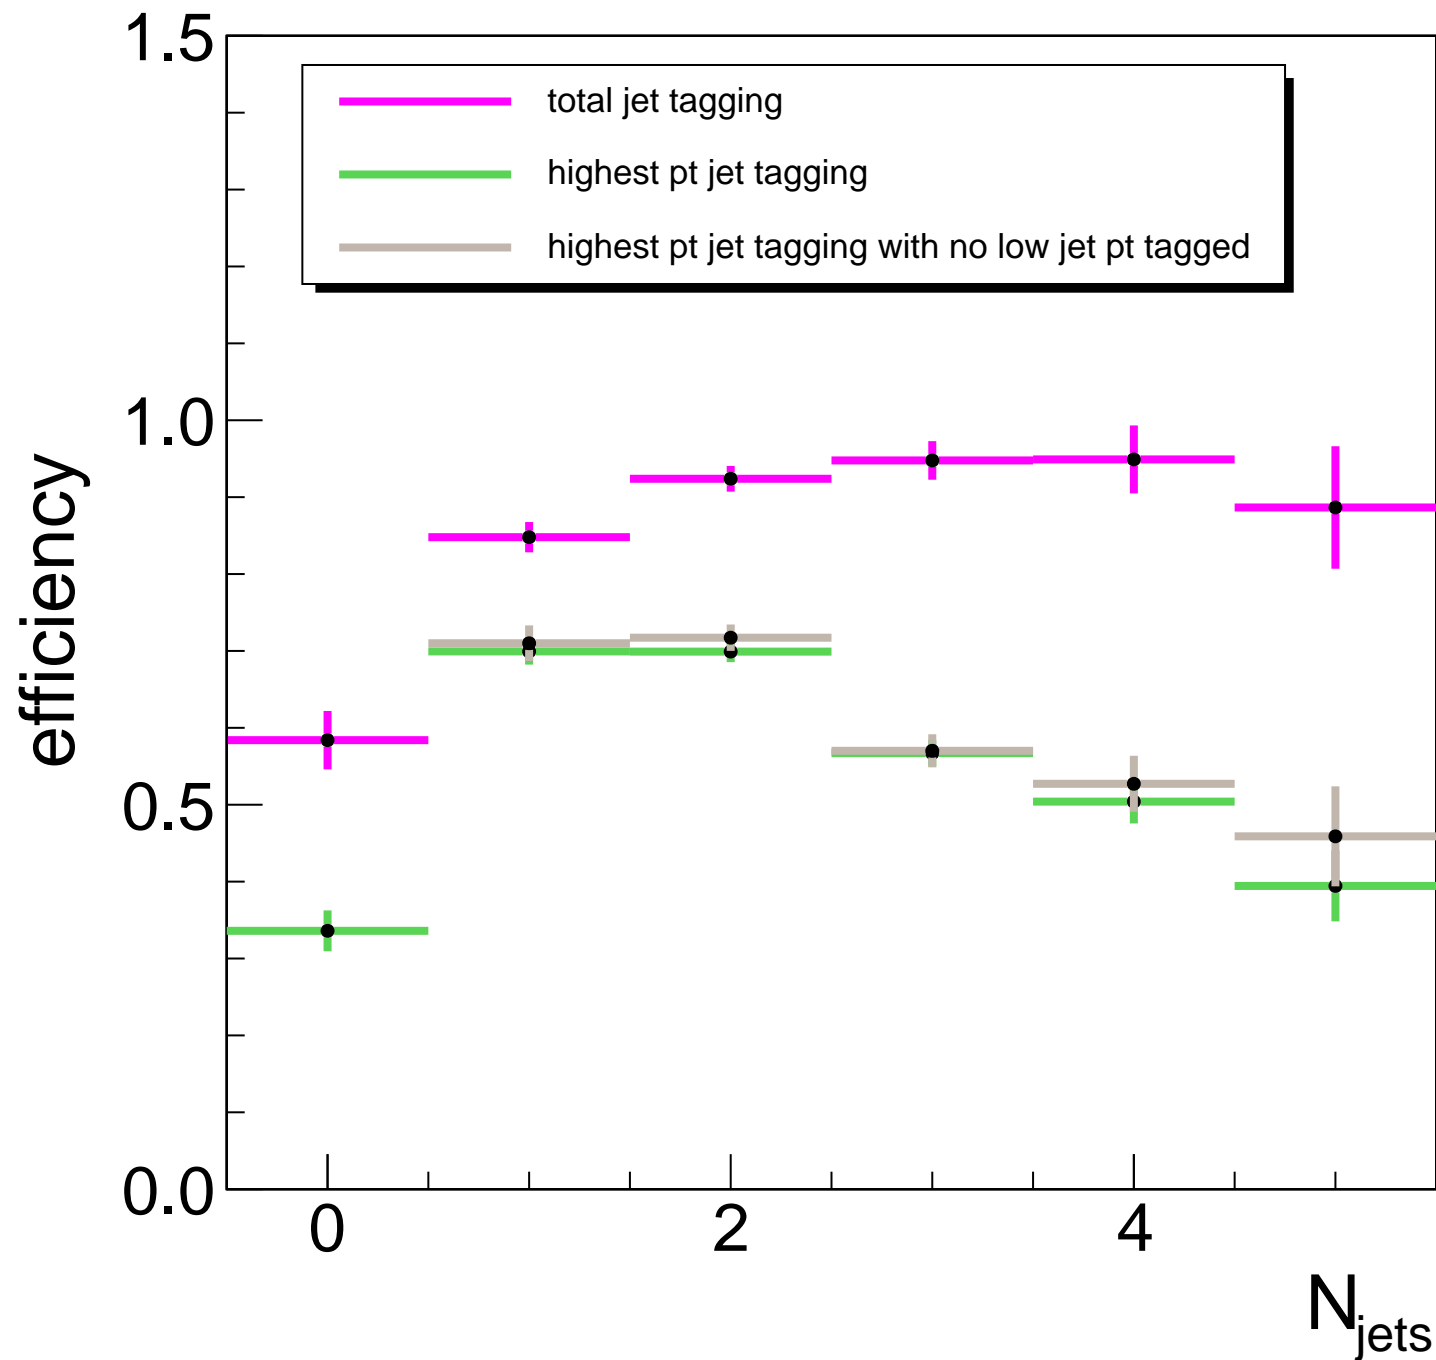 1.5
total jet tagging
highest pt jet tagging
highest pt jet tagging with no low jet pt tagged
1.0
efficiency
0.5
0.0
0 2 4
N_jets